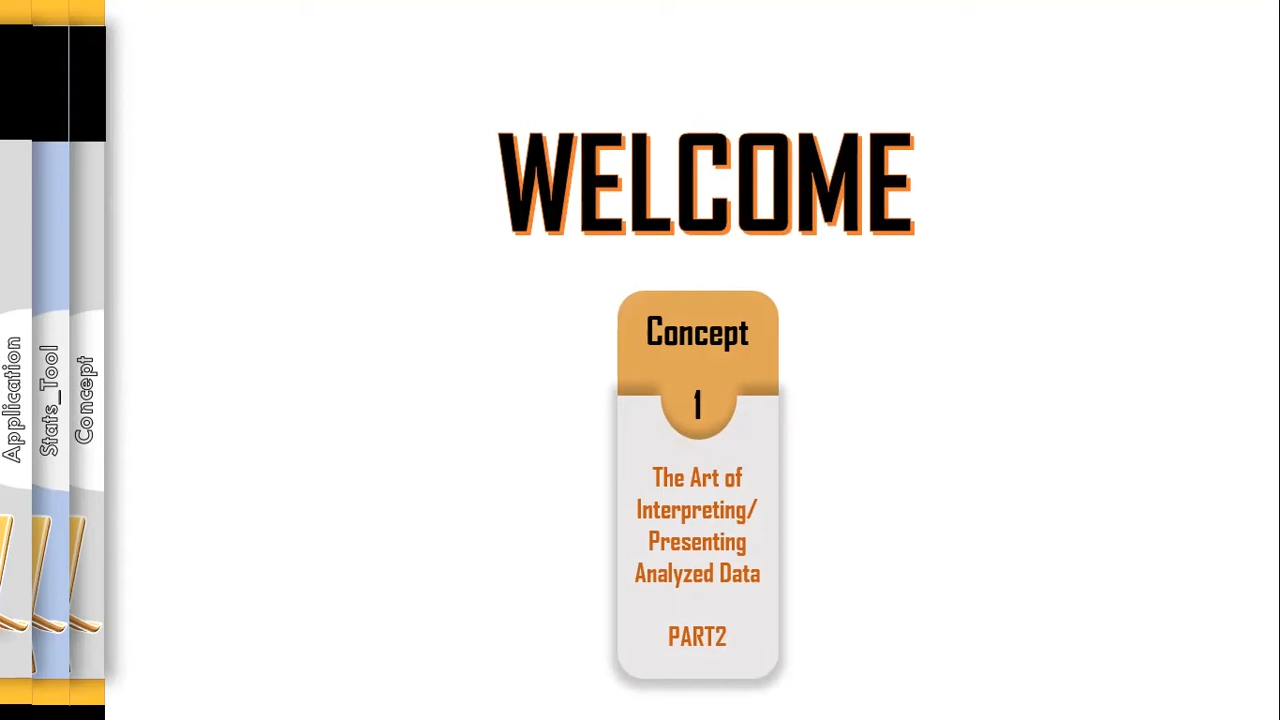 WELCOME
Concept
1
The Art of
Interpreting/
Presenting
Analyzed Data
PART2
Application
Stats_Tool
Concept